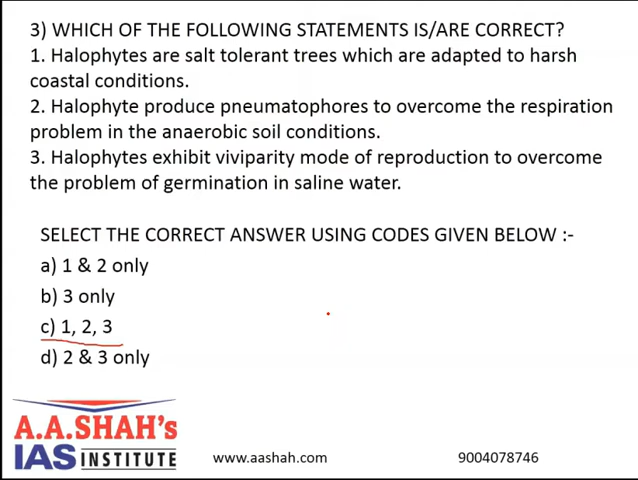 3) WHICH OF THE FOLLOWING STATEMENTS IS/ARE CORRECT?
1. Halophytes are salt tolerant trees which are adapted to harsh
coastal conditions.
2. Halophyte produce pneumatophores to overcome the respiration
problem in the anaerobic soil conditions.
3. Halophytes exhibit viviparity mode of reproduction to overcome
the problem of germination in saline water.
SELECT THE CORRECT ANSWER USING CODES GIVEN BELOW :-
a) 1 & 2 only
b) 3 only
c) 1, 2, 3
d) 2 & 3 only
A.A.SHAH's
IAS INSTITUTE
www.aashah.com
9004078746